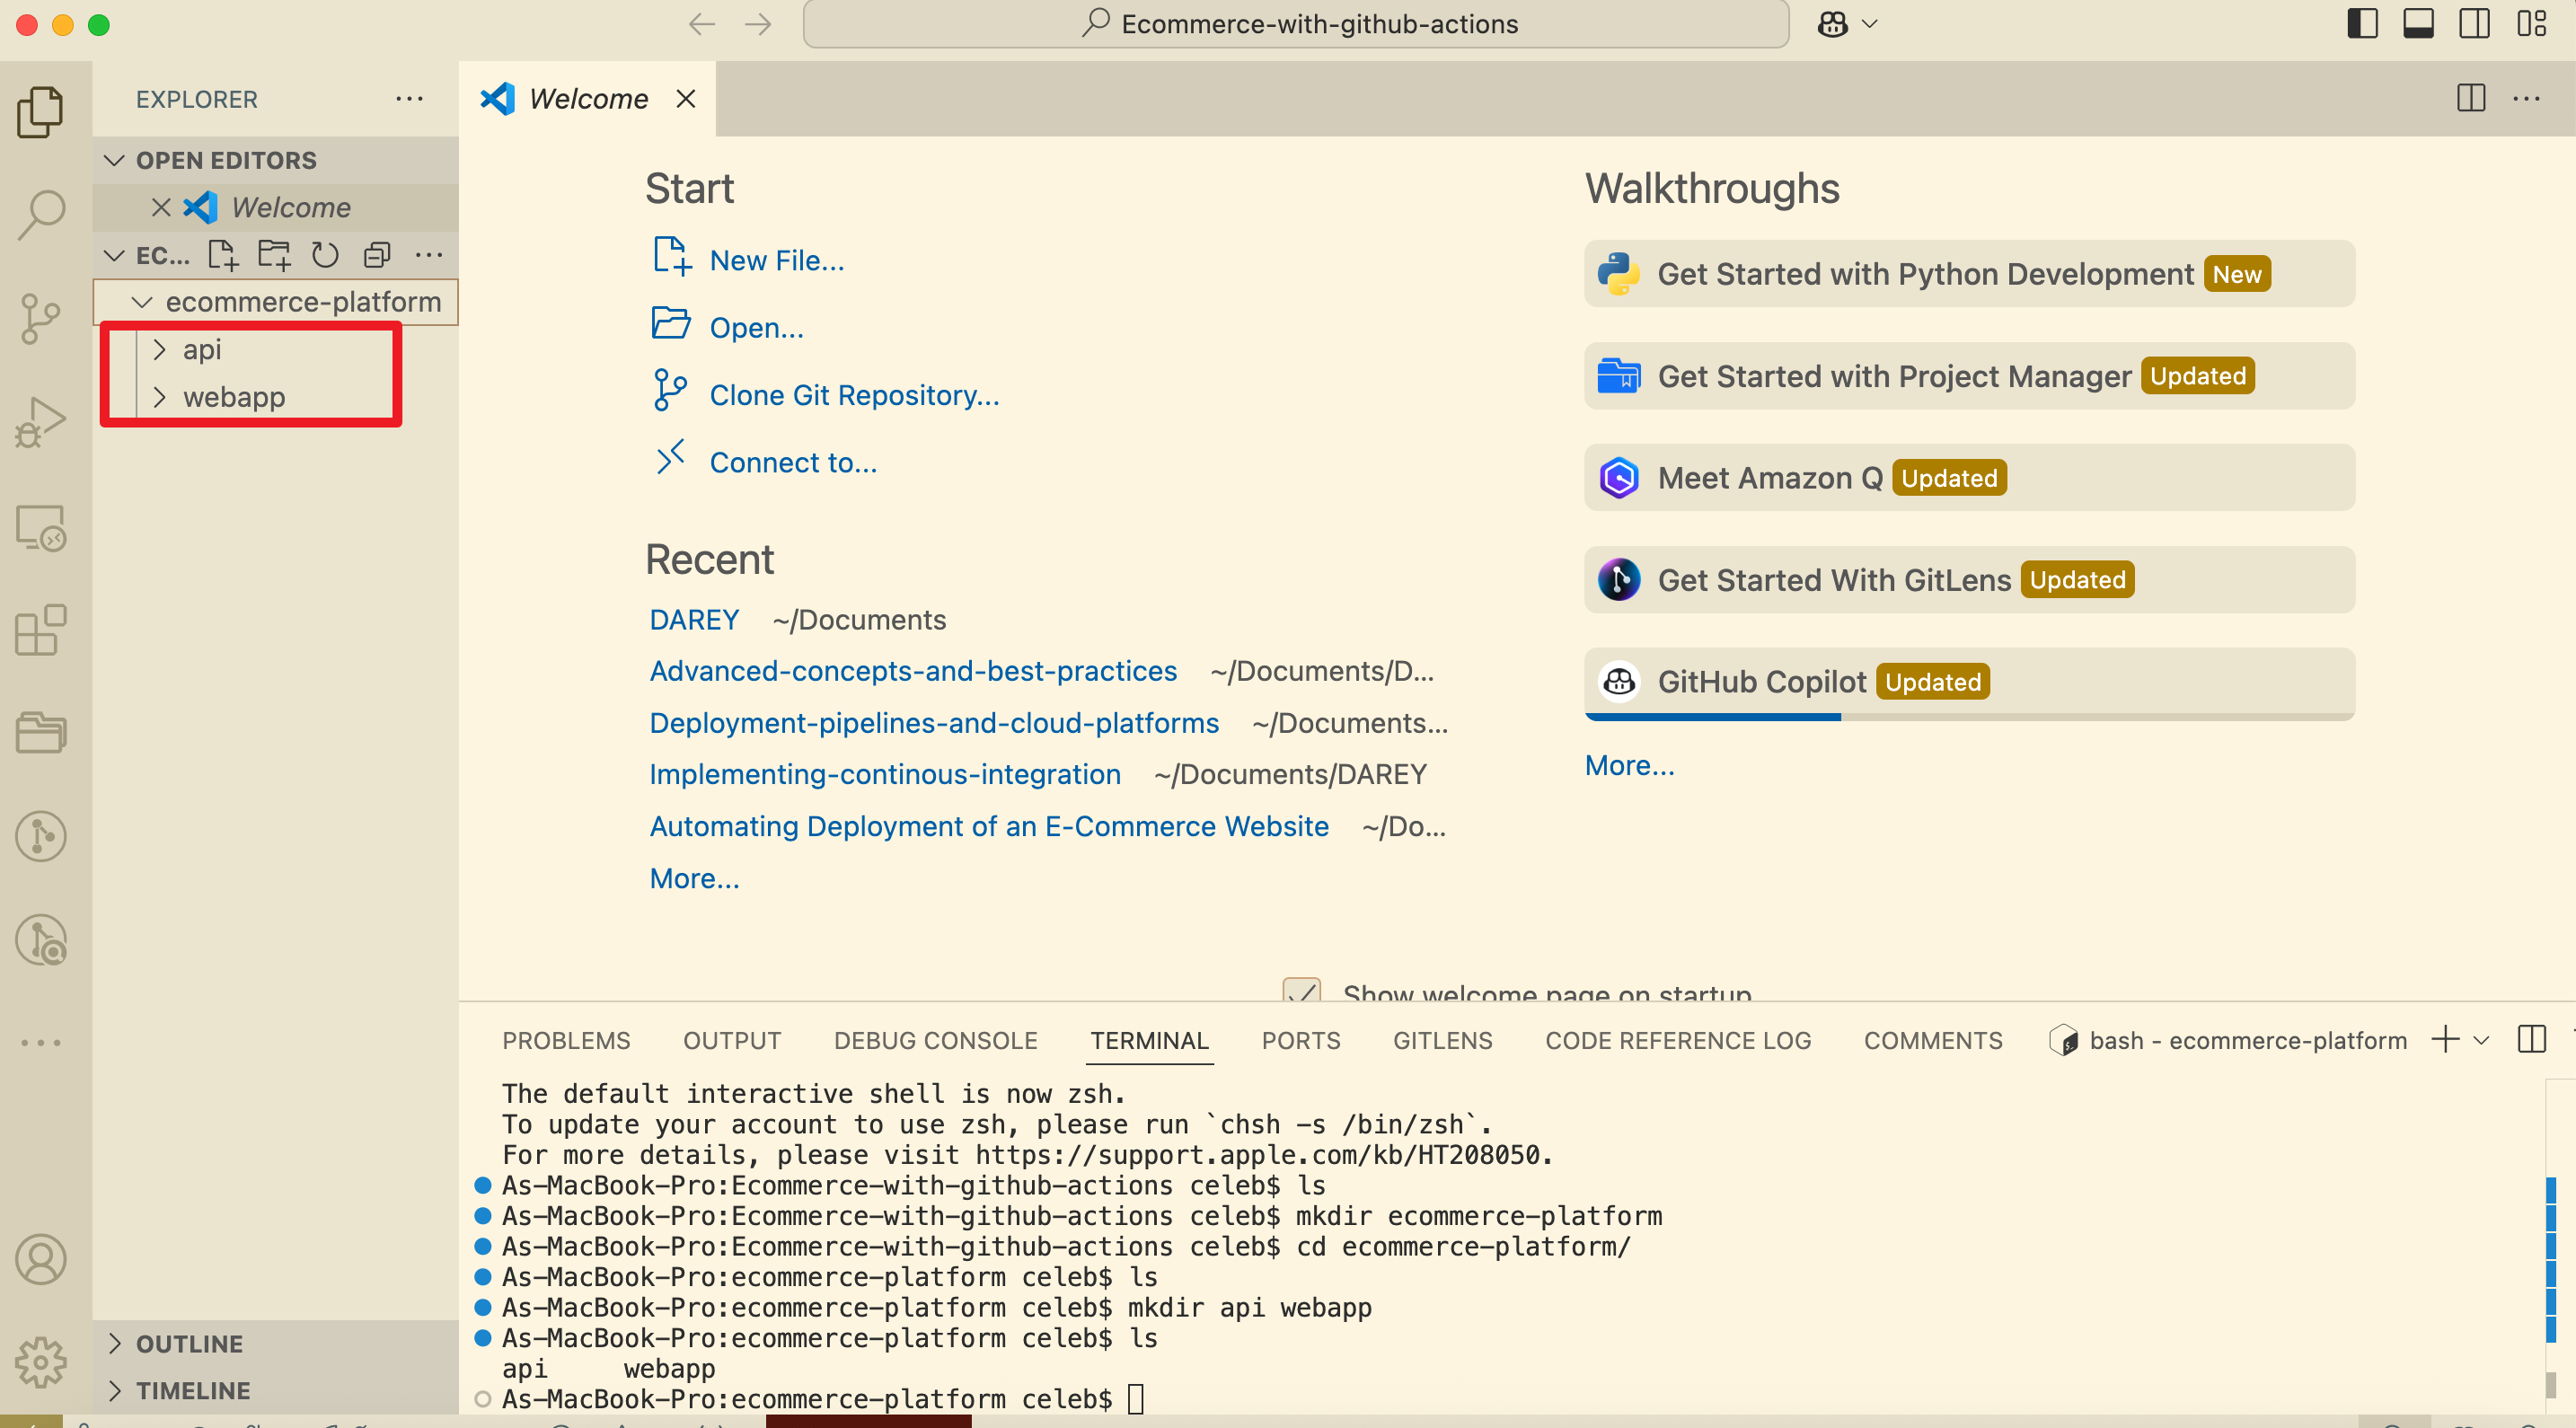 Ecommerce-with-github-actions
EXPLORER
Welcome
OPEN EDITORS
Welcome
EC...
ecommerce-platform
api
webapp
OUTLINE
TIMELINE
Start
New File...
Open...
Clone Git Repository...
Connect to...
Recent
DAREY ~/Documents
Advanced-concepts-and-best-practices ~/Documents/D...
Deployment-pipelines-and-cloud-platforms ~/Documents...
Implementing-continous-integration ~/Documents/DAREY
Automating Deployment of an E-Commerce Website ~/Do...
More...
Walkthroughs
Get Started with Python Development New
Get Started with Project Manager Updated
Meet Amazon Q Updated
Get Started With GitLens Updated
GitHub Copilot Updated
More...
Show welcome page on startup
PROBLEMS OUTPUT DEBUG CONSOLE TERMINAL PORTS GITLENS CODE REFERENCE LOG COMMENTS bash - ecommerce-platform
The default interactive shell is now zsh.
To update your account to use zsh, please run `chsh -s /bin/zsh`.
For more details, please visit https://support.apple.com/kb/HT208050.
As-MacBook-Pro:Ecommerce-with-github-actions celeb$ ls
As-MacBook-Pro:Ecommerce-with-github-actions celeb$ mkdir ecommerce-platform
As-MacBook-Pro:Ecommerce-with-github-actions celeb$ cd ecommerce-platform/
As-MacBook-Pro:ecommerce-platform celeb$ ls
As-MacBook-Pro:ecommerce-platform celeb$ mkdir api webapp
As-MacBook-Pro:ecommerce-platform celeb$ ls
api webapp
As-MacBook-Pro:ecommerce-platform celeb$